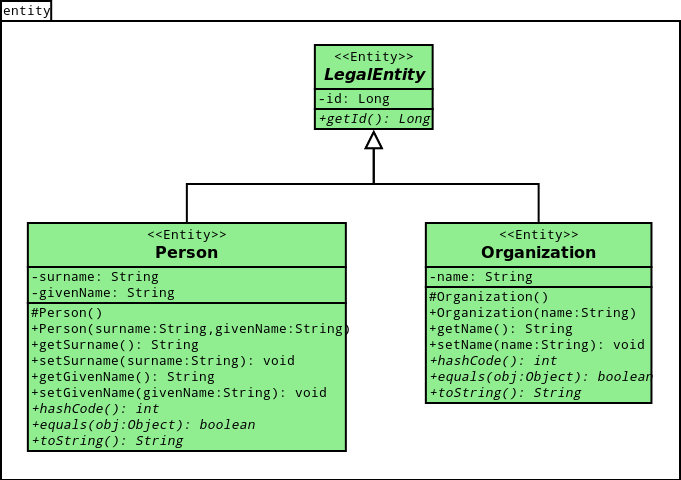 entity
<<Entity>>
LegalEntity
-id: Long
+getId(): Long
<<Entity>>
Person
-surname: String
-givenName: String
#Person()
+Person(surname:String,givenName:String)
+getSurname(): String
+setSurname(surname:String): void
+getGivenName(): String
+setGivenName(givenName:String): void
+hashCode(): int
+equals(obj:Object): boolean
+toString(): String
<<Entity>>
Organization
-name: String
#Organization()
+Organization(name:String)
+getName(): String
+setName(name:String): void
+hashCode(): int
+equals(obj:Object): boolean
+toString(): String